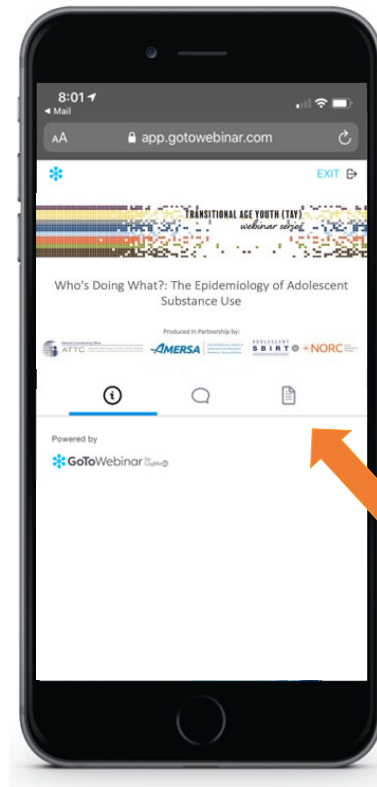 8:01
Mail
AA app.gotowebinar.com
EXIT
TRANSITIONAL AGE YOUTH (TAY)
webinar series
Who's Doing What?: The Epidemiology of Adolescent
Substance Use
Produced in Partnership by:
ATTC
AMERSA
ADOLESCENT
SBIRT
NORC
Powered by
GoToWebinar